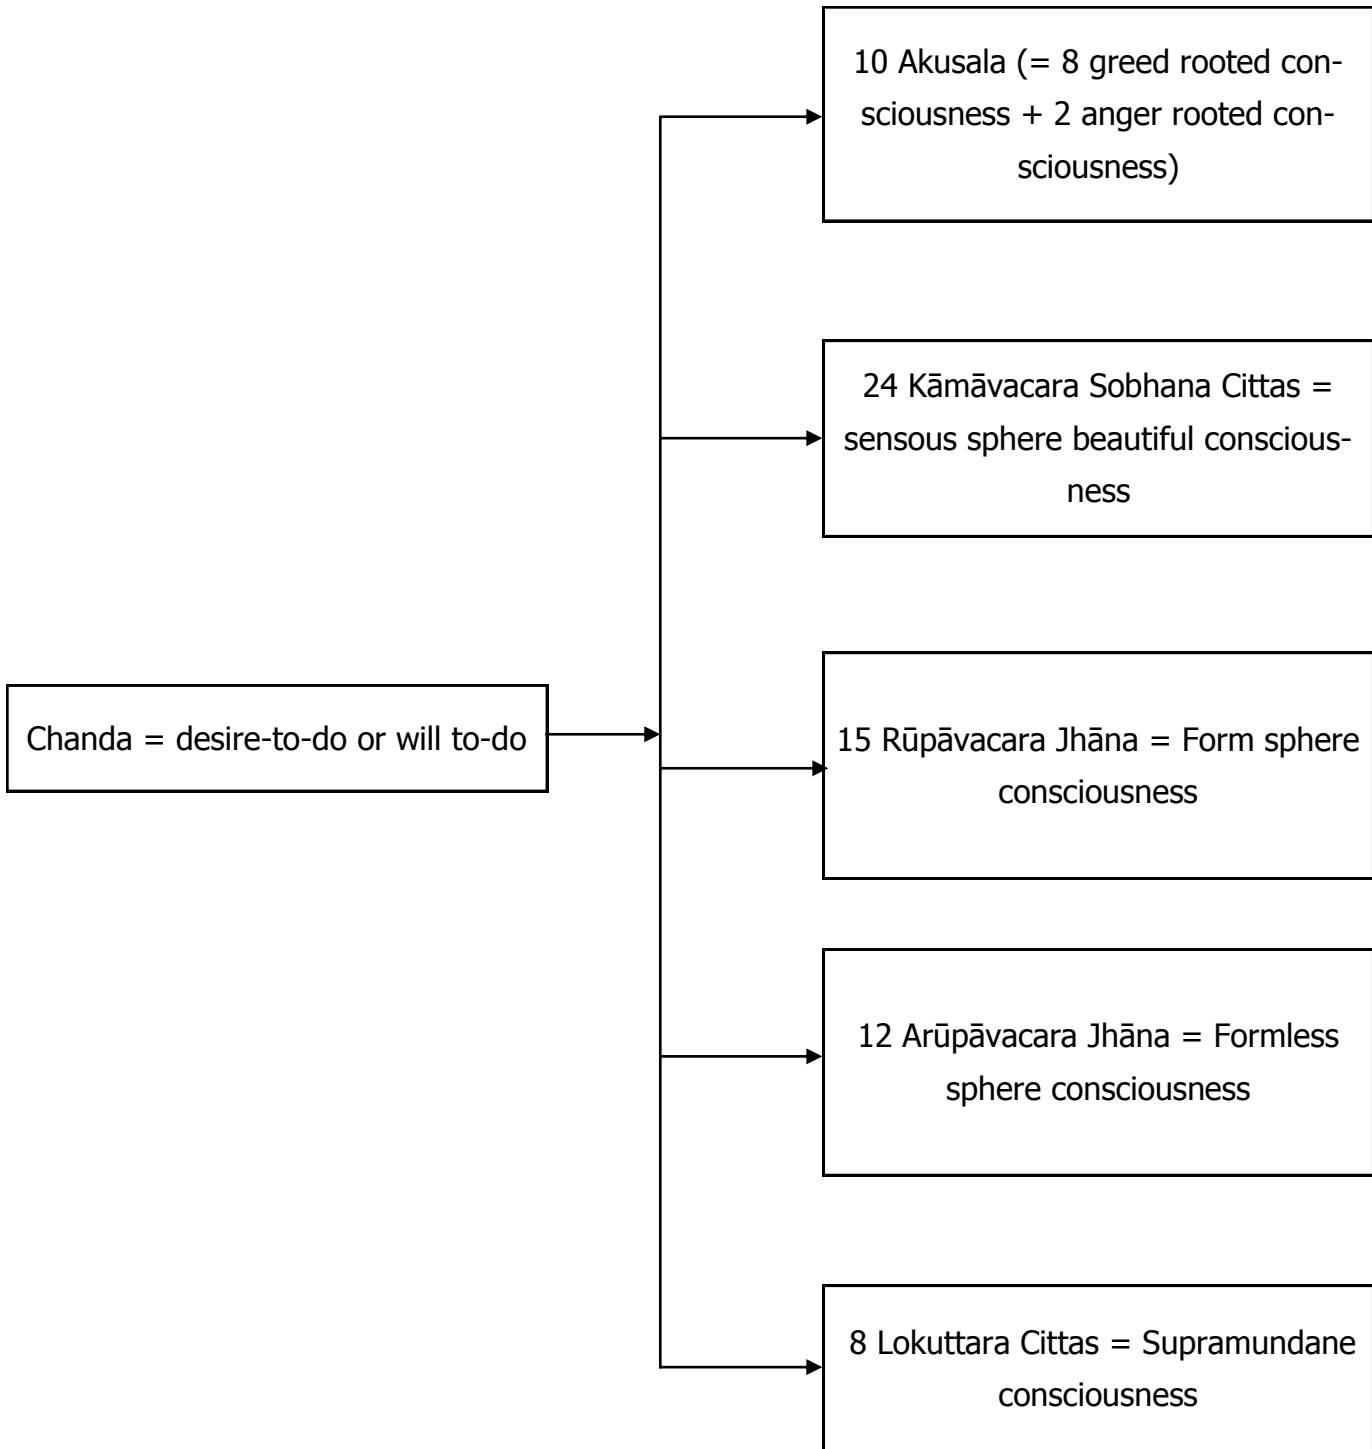 10 Akusala (= 8 greed rooted con-
sciousness + 2 anger rooted con-
sciousness)
24 Kāmāvacara Sobhana Cittas =
sensous sphere beautiful conscious-
ness
Chanda = desire-to-do or will to-do
15 Rūpāvacara Jhāna = Form sphere
consciousness
12 Arūpāvacara Jhāna = Formless
sphere consciousness
8 Lokuttara Cittas = Supramundane
consciousness